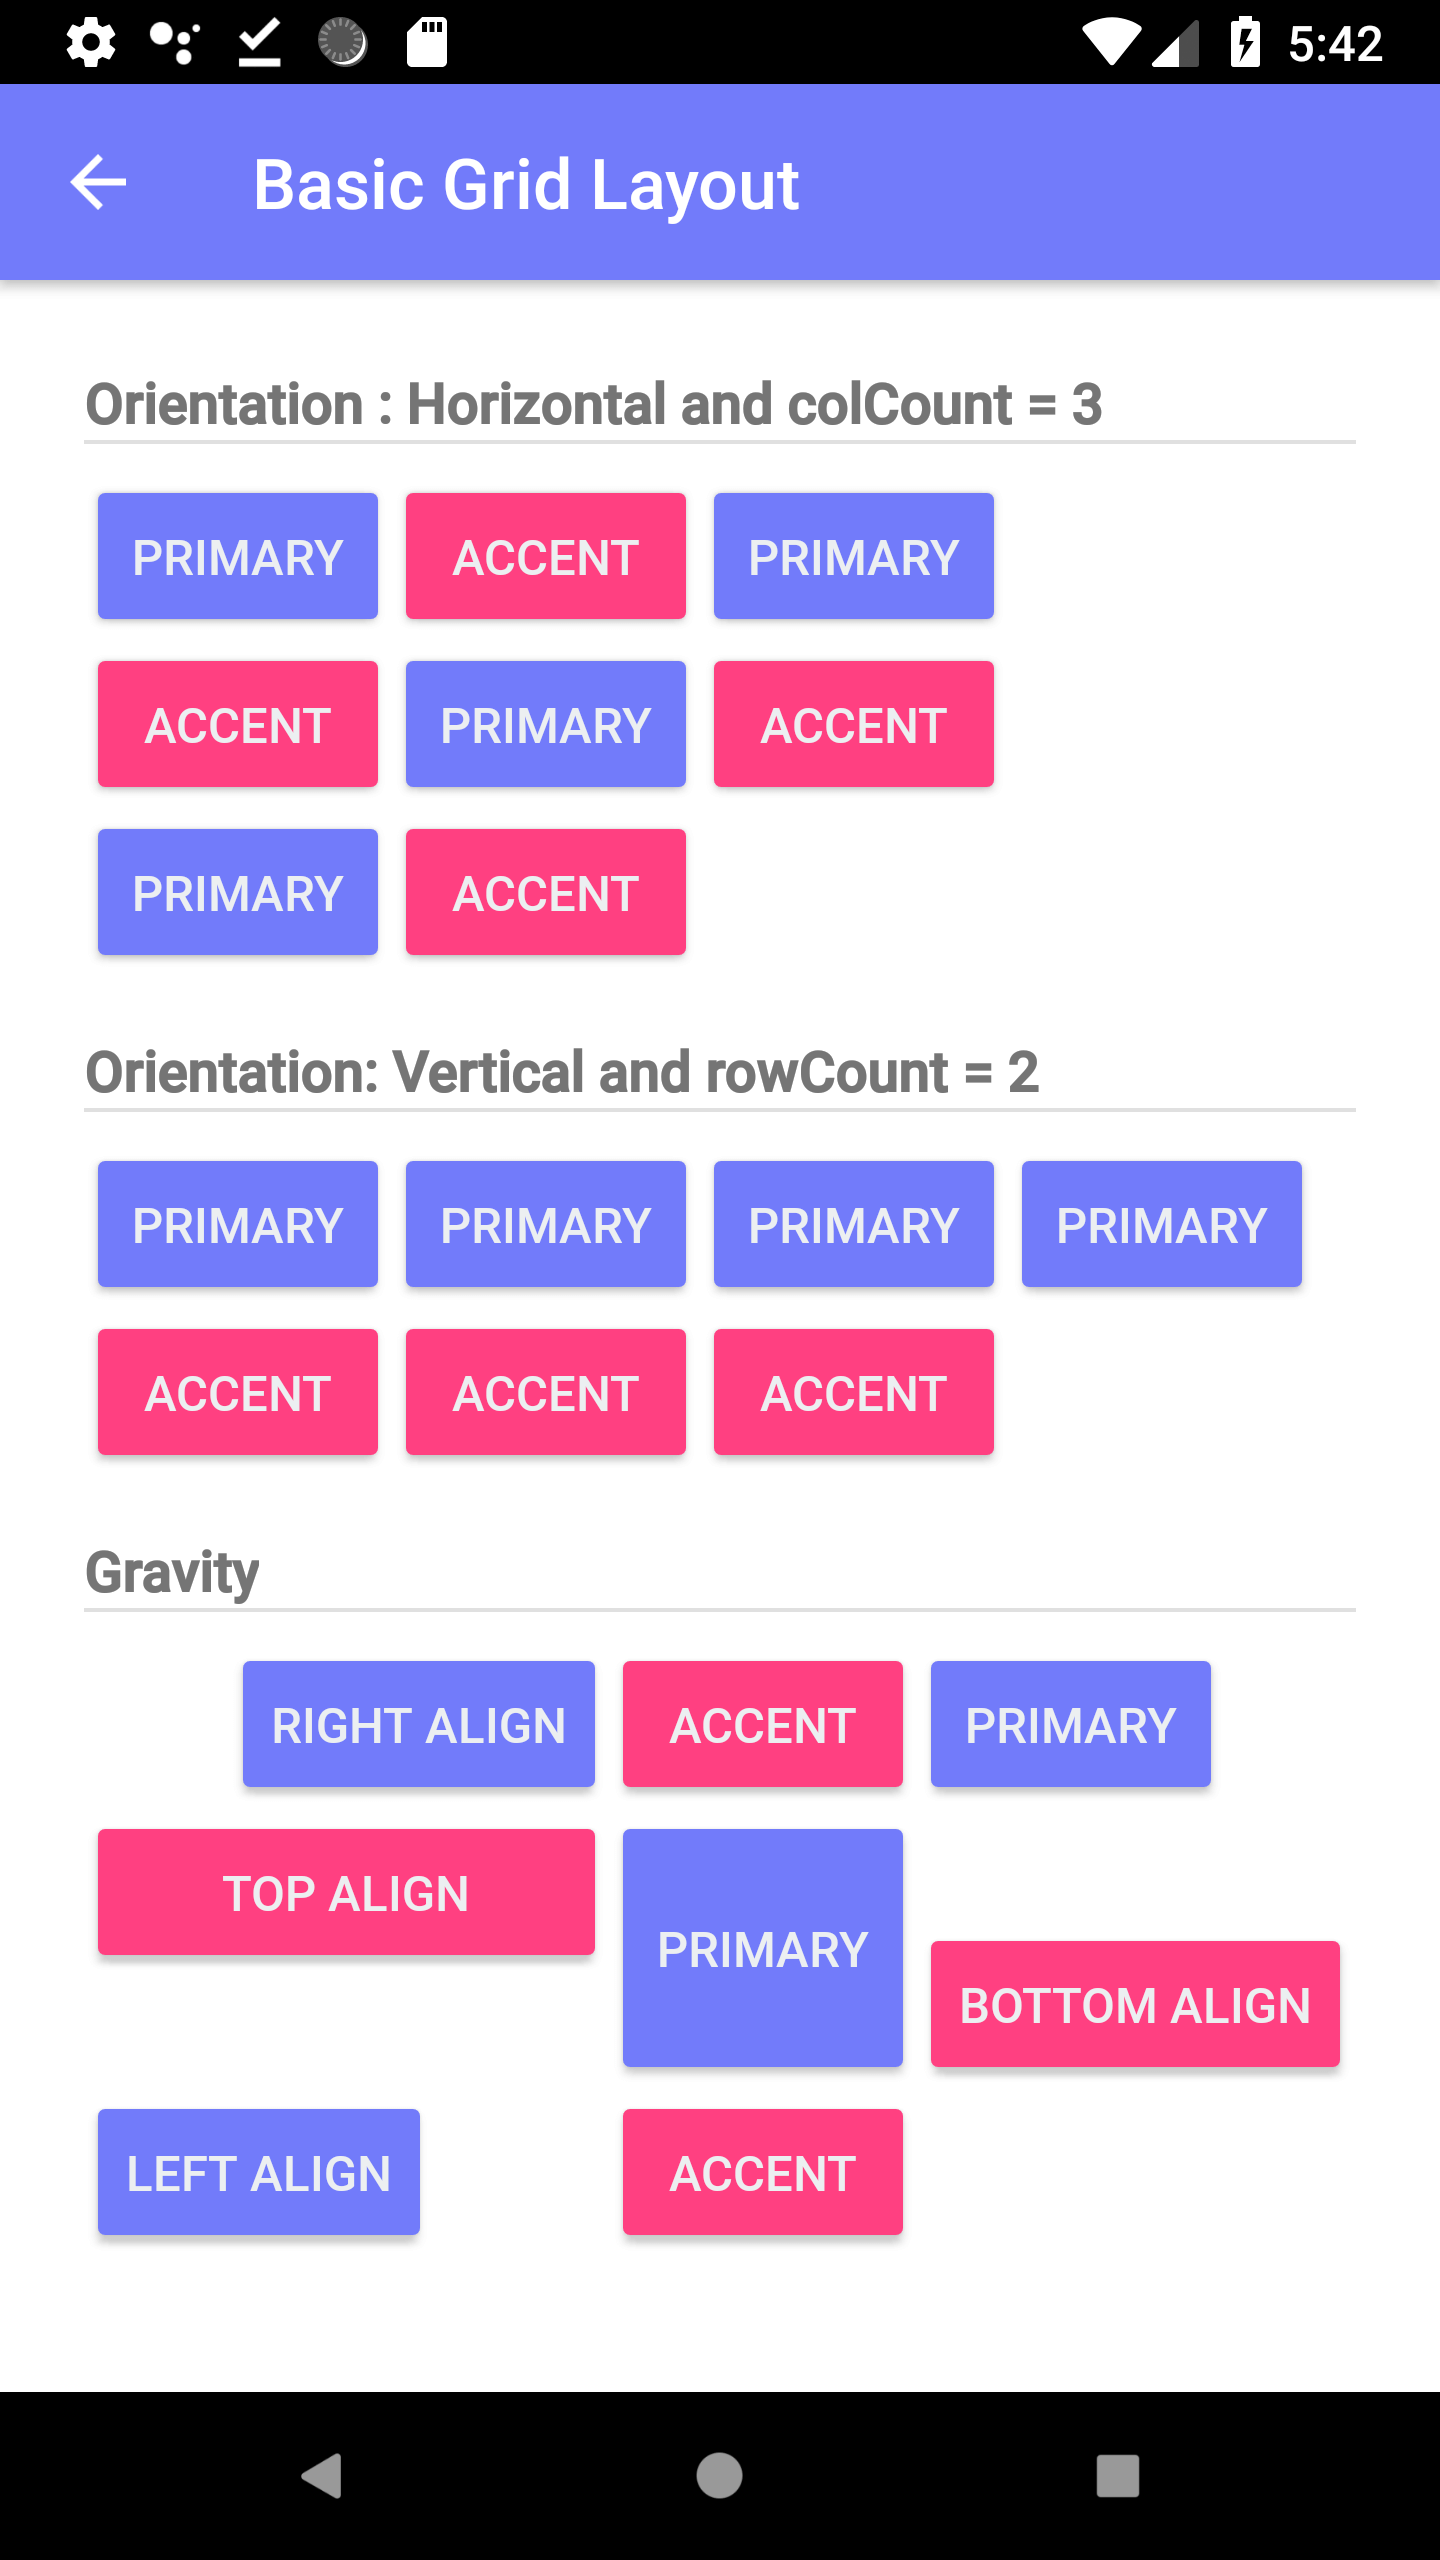 5:42
Basic Grid Layout
Orientation : Horizontal and colCount = 3
PRIMARY ACCENT PRIMARY
ACCENT PRIMARY ACCENT
PRIMARY ACCENT
Orientation: Vertical and rowCount = 2
PRIMARY PRIMARY PRIMARY PRIMARY
ACCENT ACCENT ACCENT
Gravity
RIGHT ALIGN ACCENT PRIMARY
TOP ALIGN
PRIMARY
BOTTOM ALIGN
LEFT ALIGN ACCENT